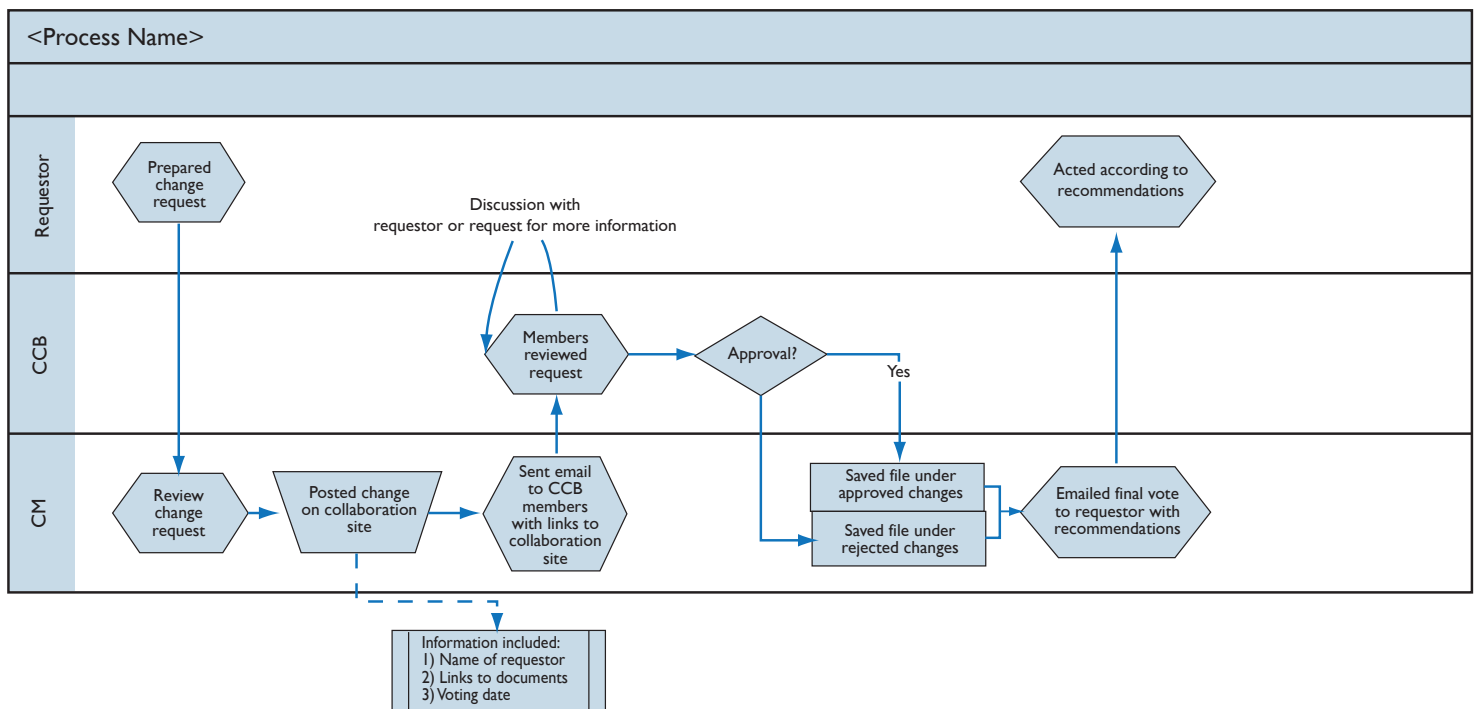 <Process Name>
Requestor
Prepared
change
request
Discussion with
requestor or request for more information
Acted according to
recommendations
CCB
Members
reviewed
request
Approval?
Yes
CM
Review
change
request
Posted change
on collaboration
site
Sent email
to CCB
members
with links to
collaboration
site
Saved file under
approved changes
Saved file under
rejected changes
Emailed final vote
to requestor with
recommendations
Information included:
1) Name of requestor
2) Links to documents
3) Voting date